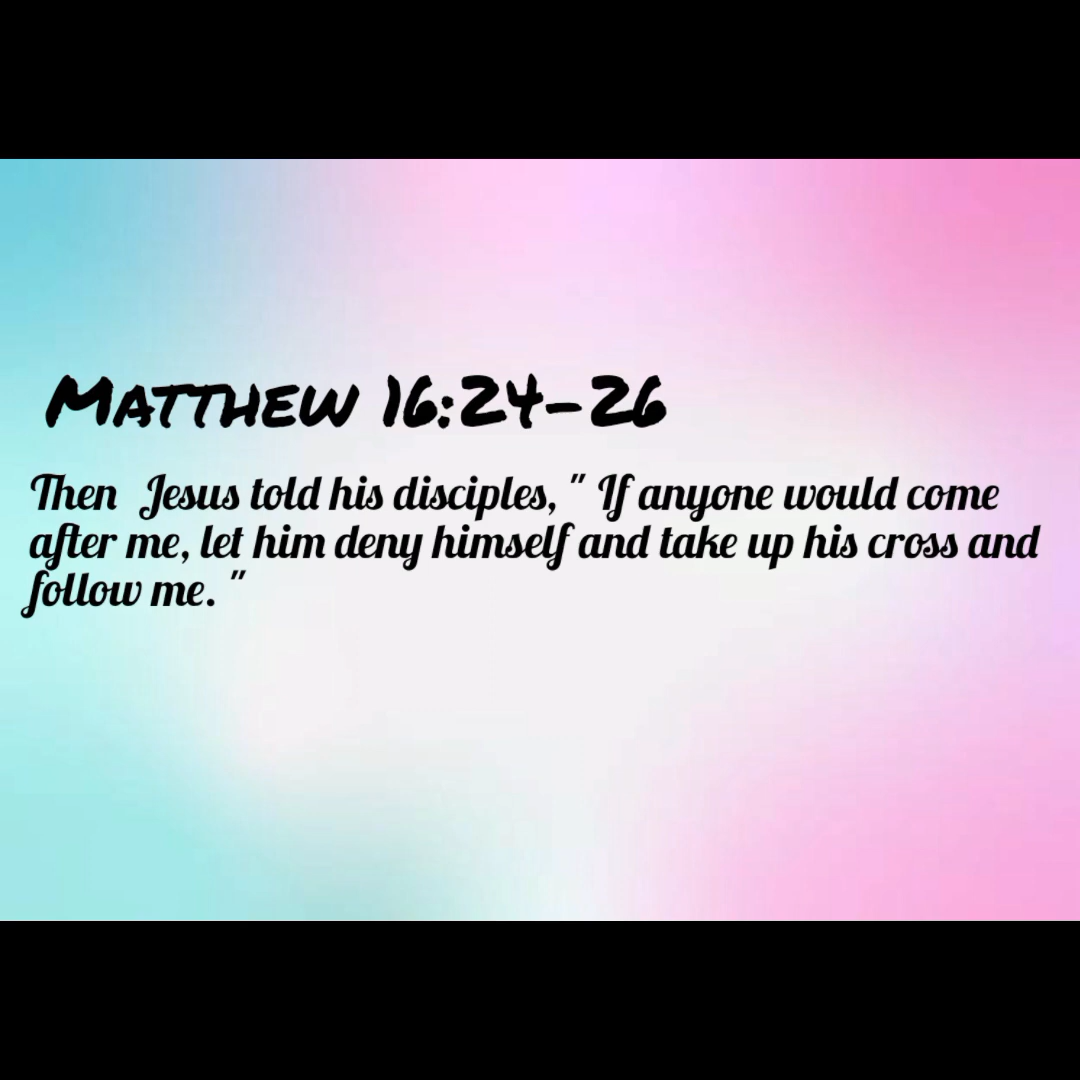 MATTHEW 16:24-26
Then Jesus told his disciples, " If anyone would come
after me, let him deny himself and take up his cross and
follow me. "